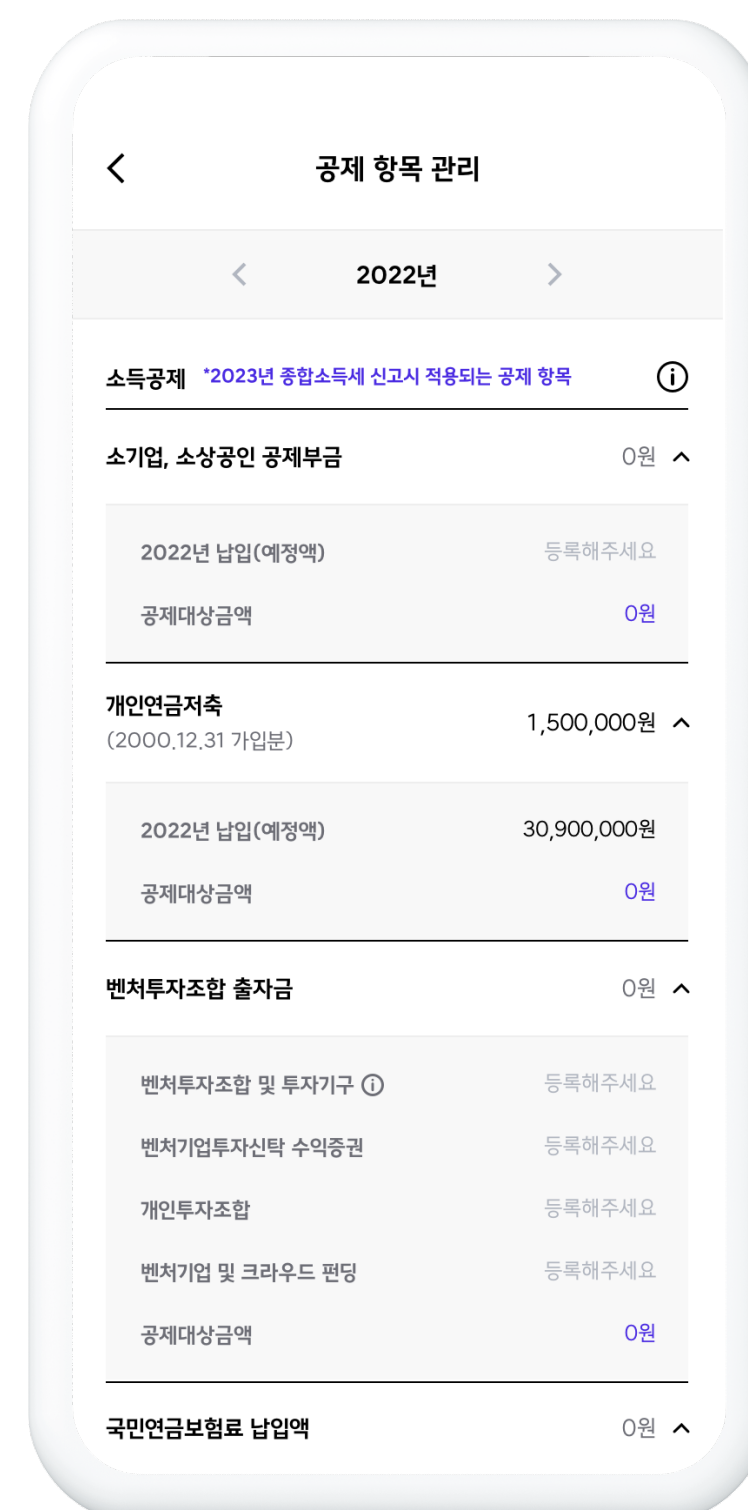 공제 항목 관리
2022년
소득공제 *2023년 종합소득세 신고시 적용되는 공제 항목
소기업, 소상공인 공제부금 0원
2022년 납입(예정액) 등록해주세요
공제대상금액 0원
개인연금저축
(2000.12.31 가입분) 1,500,000원
2022년 납입(예정액) 30,900,000원
공제대상금액 0원
벤처투자조합 출자금 0원
벤처투자조합 및 투자기구 등록해주세요
벤처기업투자신탁 수익증권 등록해주세요
개인투자조합 등록해주세요
벤처기업 및 크라우드 펀딩 등록해주세요
공제대상금액 0원
국민연금보험료 납입액 0원